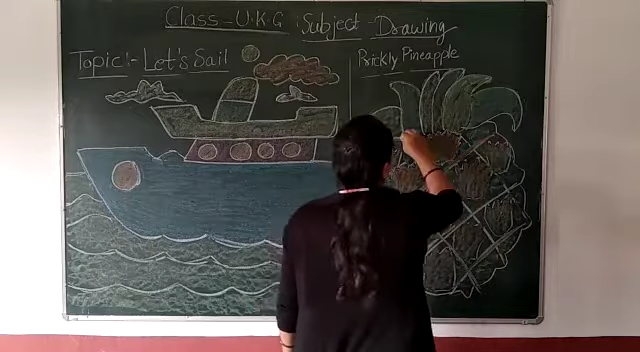 Class - U.K.G : Subject - Drawing
Topic :- Let's Sail
Prickly Pineapple